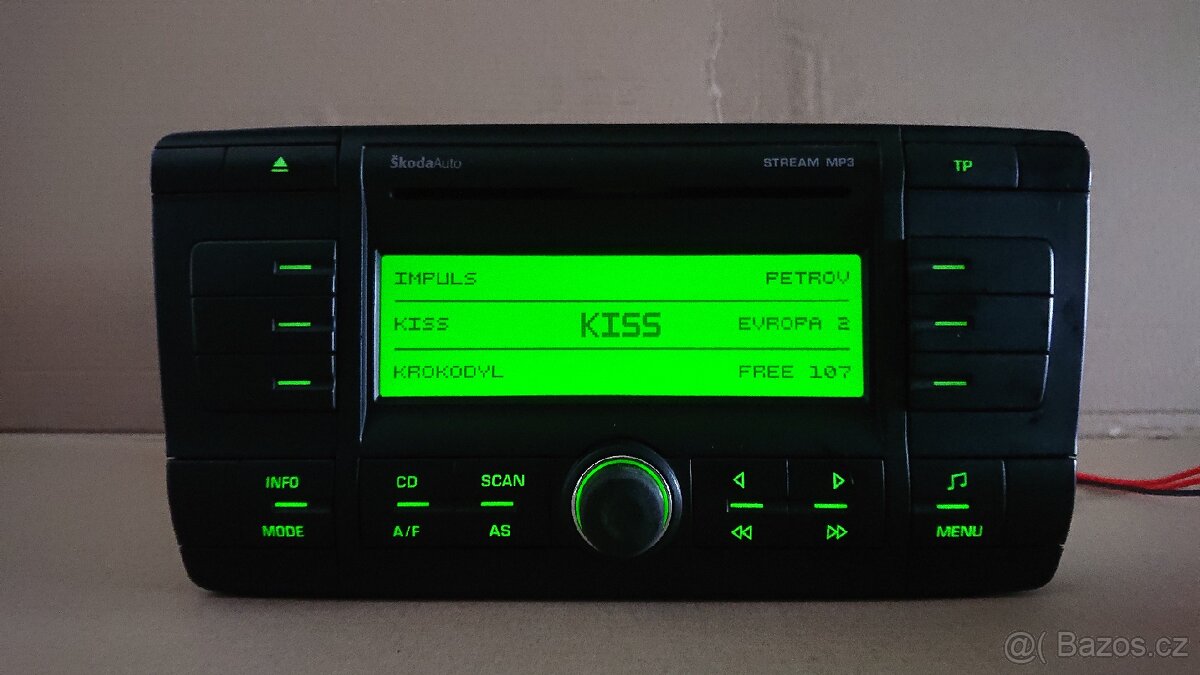 ŠkodaAuto STREAM MP3
TP
IMPULS PETROV
KISS KISS EVROPA 2
KROKODYL FREE 107
INFO CD SCAN
MODE A/F AS MENU
@( Bazos.cz